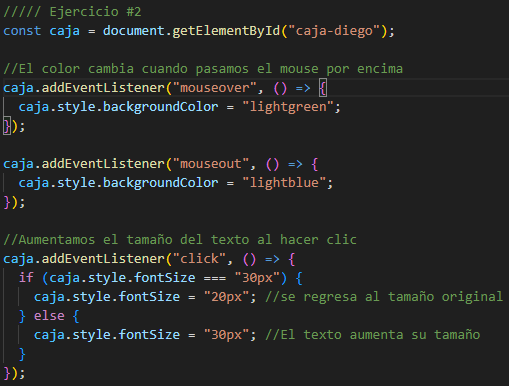 ///// Ejercicio #2
const caja = document.getElementById("caja-diego");

//El color cambia cuando pasamos el mouse por encima
caja.addEventListener("mouseover", () => {
  caja.style.backgroundColor = "lightgreen";
});

caja.addEventListener("mouseout", () => {
  caja.style.backgroundColor = "lightblue";
});

//Aumentamos el tamaño del texto al hacer clic
caja.addEventListener("click", () => {
  if (caja.style.fontSize === "30px") {
    caja.style.fontSize = "20px"; //se regresa al tamaño original
  } else {
    caja.style.fontSize = "30px"; //El texto aumenta su tamaño
  }
});